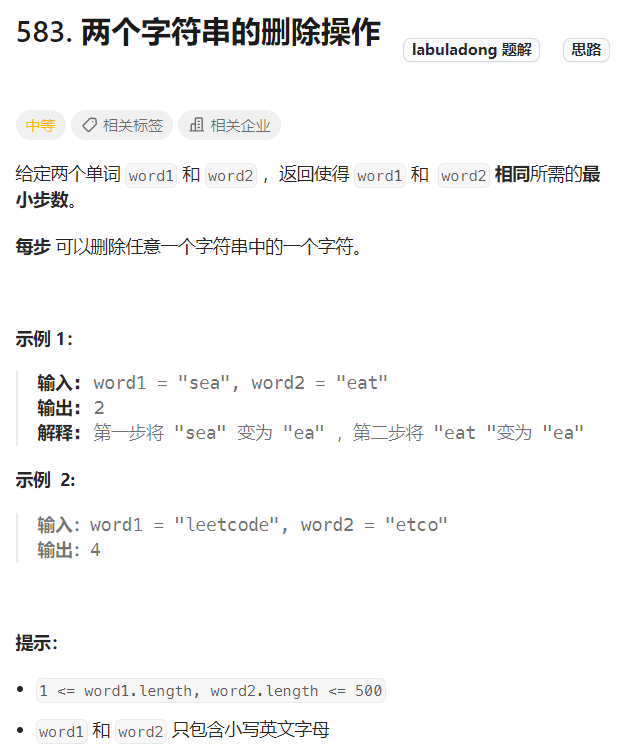 583. 两个字符串的删除操作 labuladong 题解 思路
中等 相关标签 相关企业
给定两个单词 word1 和 word2 ，返回使得 word1 和 word2 相同所需的最
小步数。
每步 可以删除任意一个字符串中的一个字符。
示例 1：
输入: word1 = "sea", word2 = "eat"
输出: 2
解释: 第一步将 "sea" 变为 "ea" ，第二步将 "eat "变为 "ea"
示例 2:
输入：word1 = "leetcode", word2 = "etco"
输出：4
提示：
1 <= word1.length, word2.length <= 500
word1 和 word2 只包含小写英文字母